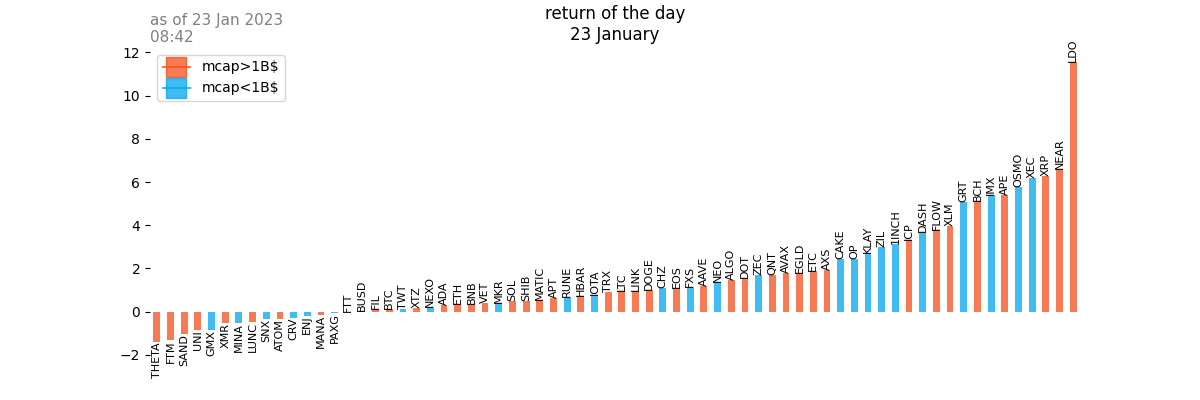 as of 23 Jan 2023
08:42
return of the day
23 January
mcap>1B$
mcap<1B$
12
10
8
6
4
2
0
−2
THETA
FTM
SAND
UNI
GMX
XMR
MINA
LUNC
SNX
ATOM
CRV
ENJ
MANA
PAXG
FTT
BUSD
FIL
BTC
TWT
XTZ
NEXO
ADA
ETH
BNB
VET
MKR
SOL
SHIB
MATIC
APT
RUNE
HBAR
IOTA
TRX
LTC
LINK
DOGE
CHZ
EOS
FXS
AAVE
NEO
ALGO
DOT
ZEC
QNT
AVAX
EGLD
ETC
AXS
CAKE
OP
KLAY
ZIL
1INCH
ICP
DASH
FLOW
XLM
GRT
BCH
IMX
APE
OSMO
XEC
XRP
NEAR
LDO